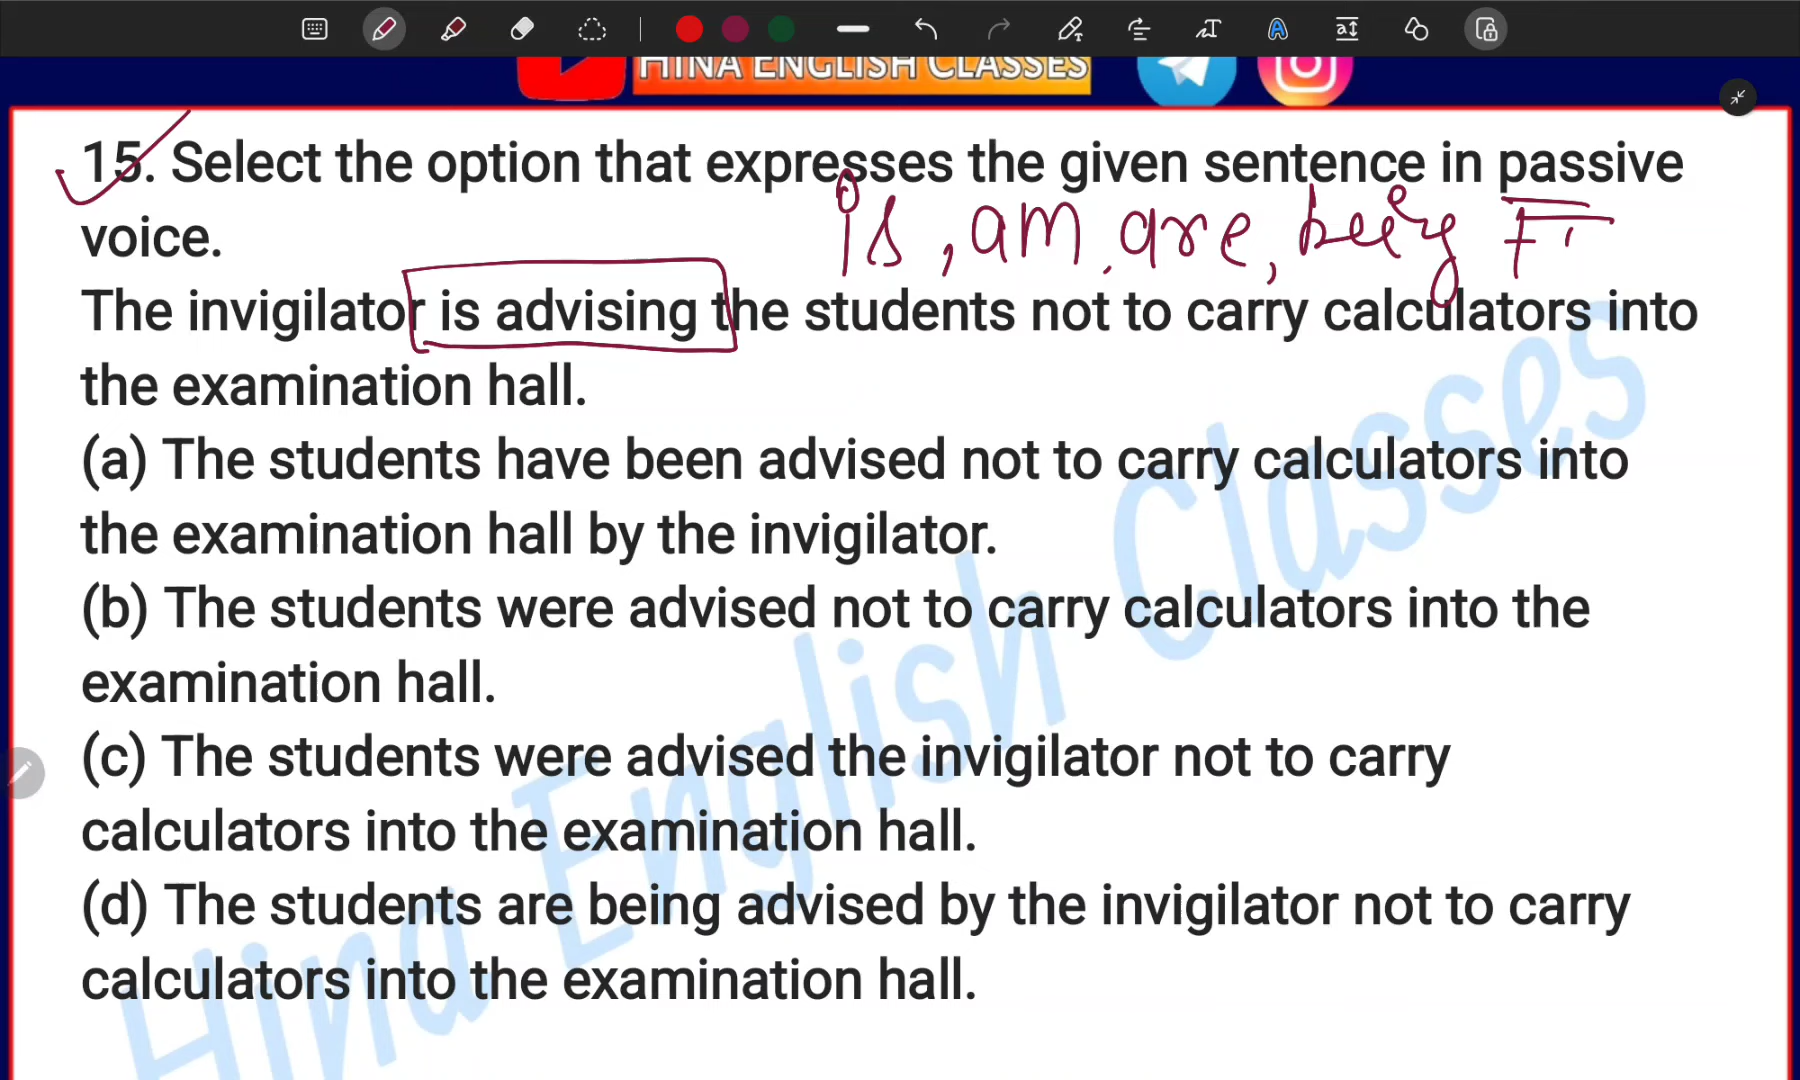 HINA ENGLISH CLASSES
15. Select the option that expresses the given sentence in passive
voice.
is, am, are, being
The invigilator is advising the students not to carry calculators into
the examination hall.
(a) The students have been advised not to carry calculators into
the examination hall by the invigilator.
(b) The students were advised not to carry calculators into the
examination hall.
(c) The students were advised the invigilator not to carry
calculators into the examination hall.
(d) The students are being advised by the invigilator not to carry
calculators into the examination hall.
Hina English Classes